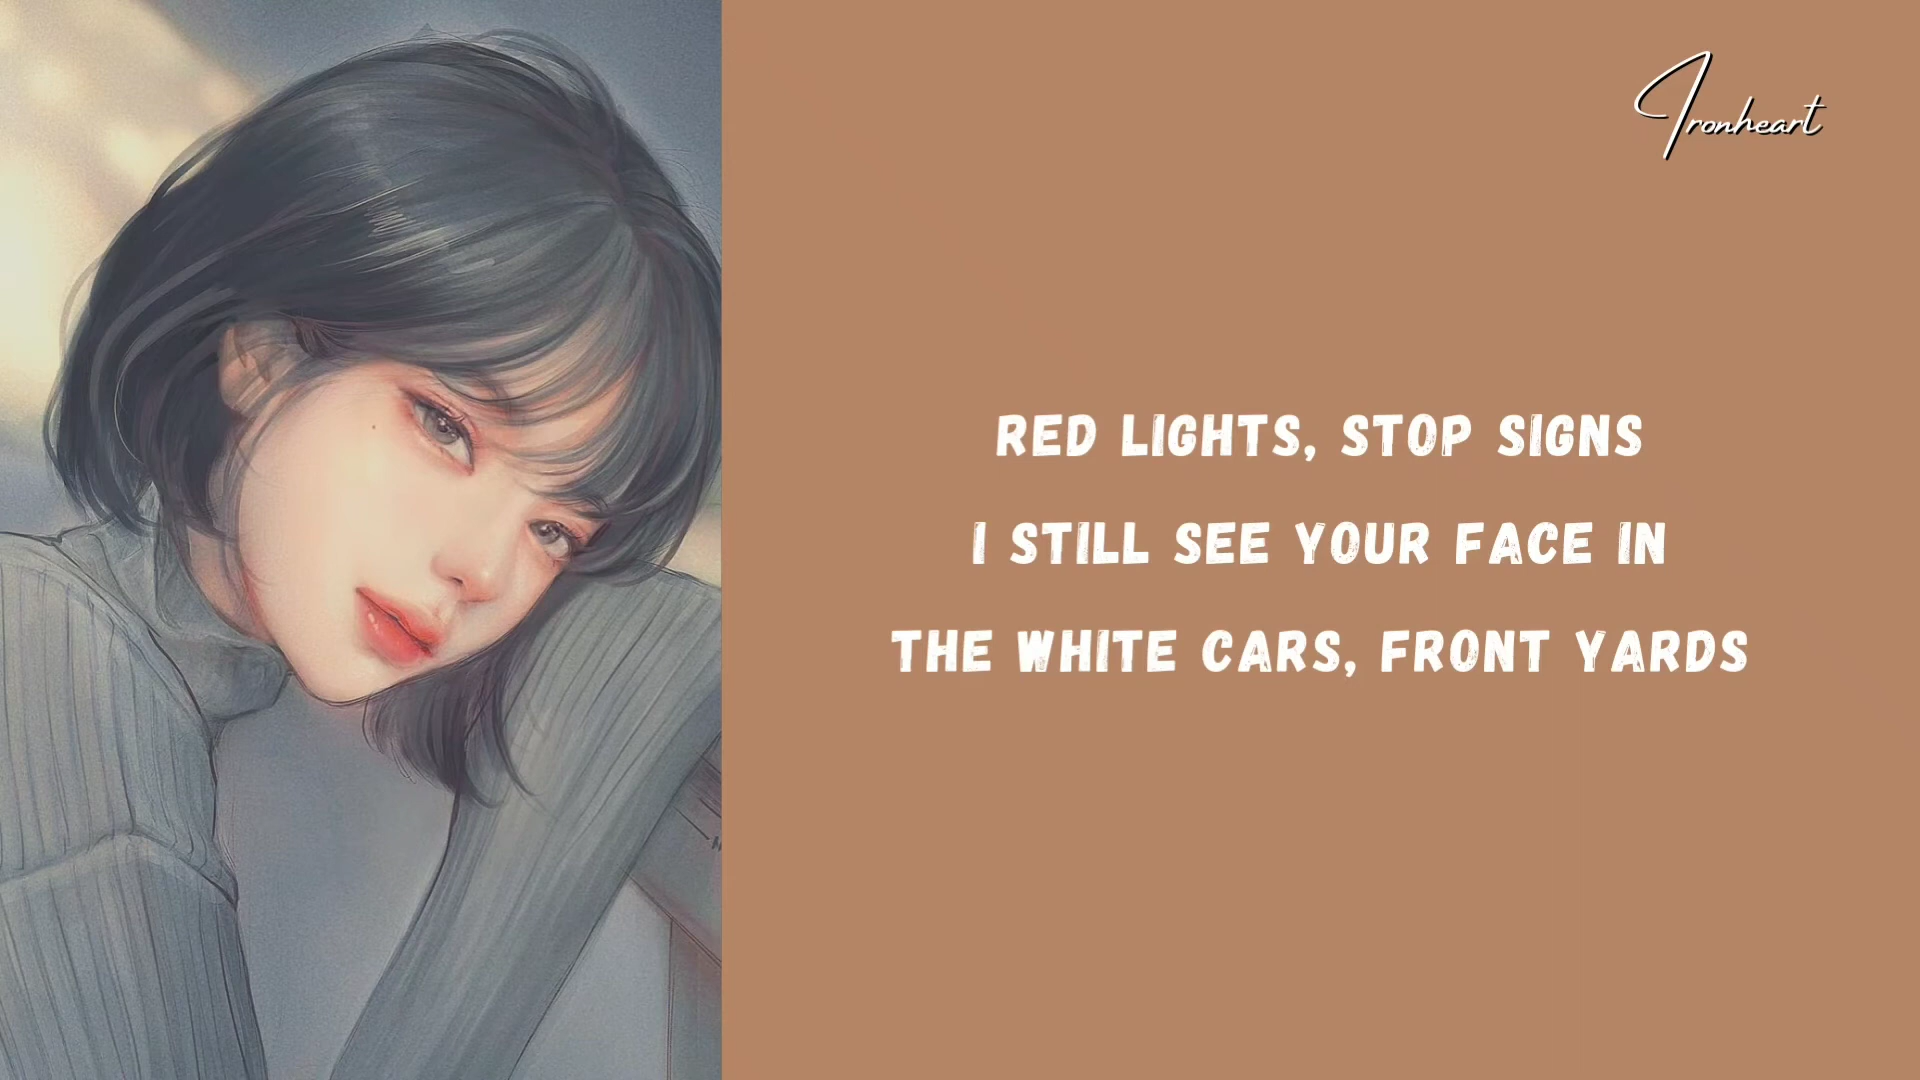 Ironheart
RED LIGHTS, STOP SIGNS
I STILL SEE YOUR FACE IN
THE WHITE CARS, FRONT YARDS